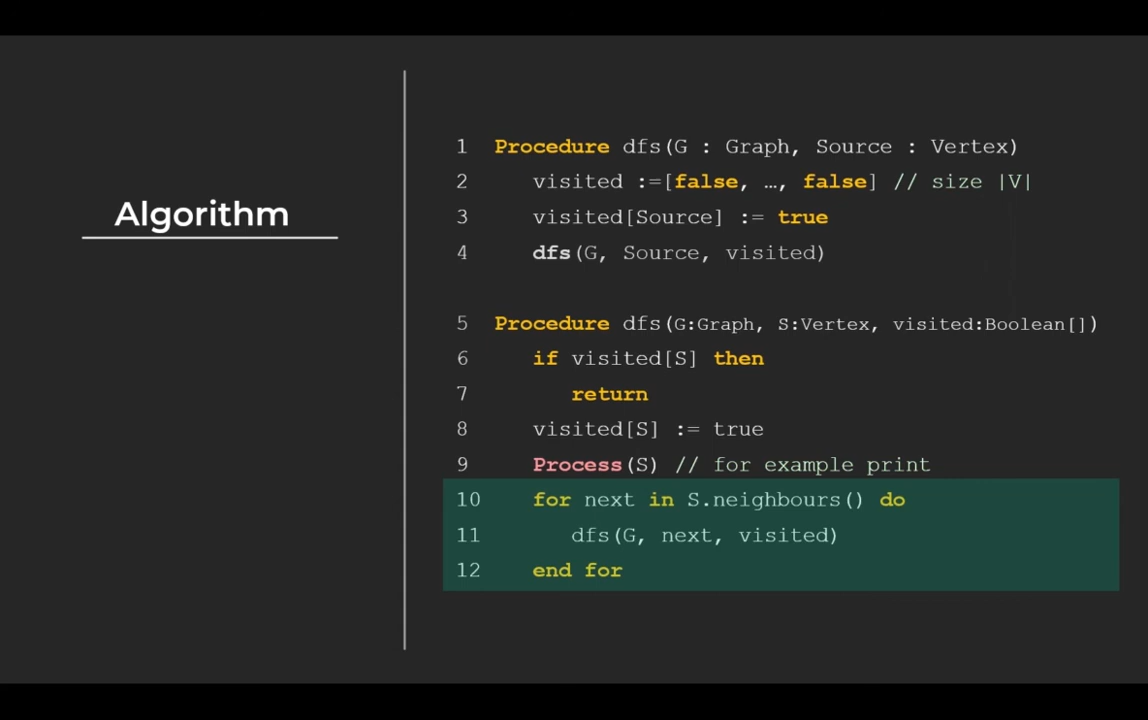 Algorithm
1 Procedure dfs(G : Graph, Source : Vertex)
2 visited :=[false, …, false] // size |V|
3 visited[Source] := true
4 dfs(G, Source, visited)
5 Procedure dfs(G:Graph, S:Vertex, visited:Boolean[])
6 if visited[S] then
7 return
8 visited[S] := true
9 Process(S) // for example print
10 for next in S.neighbours() do
11 dfs(G, next, visited)
12 end for